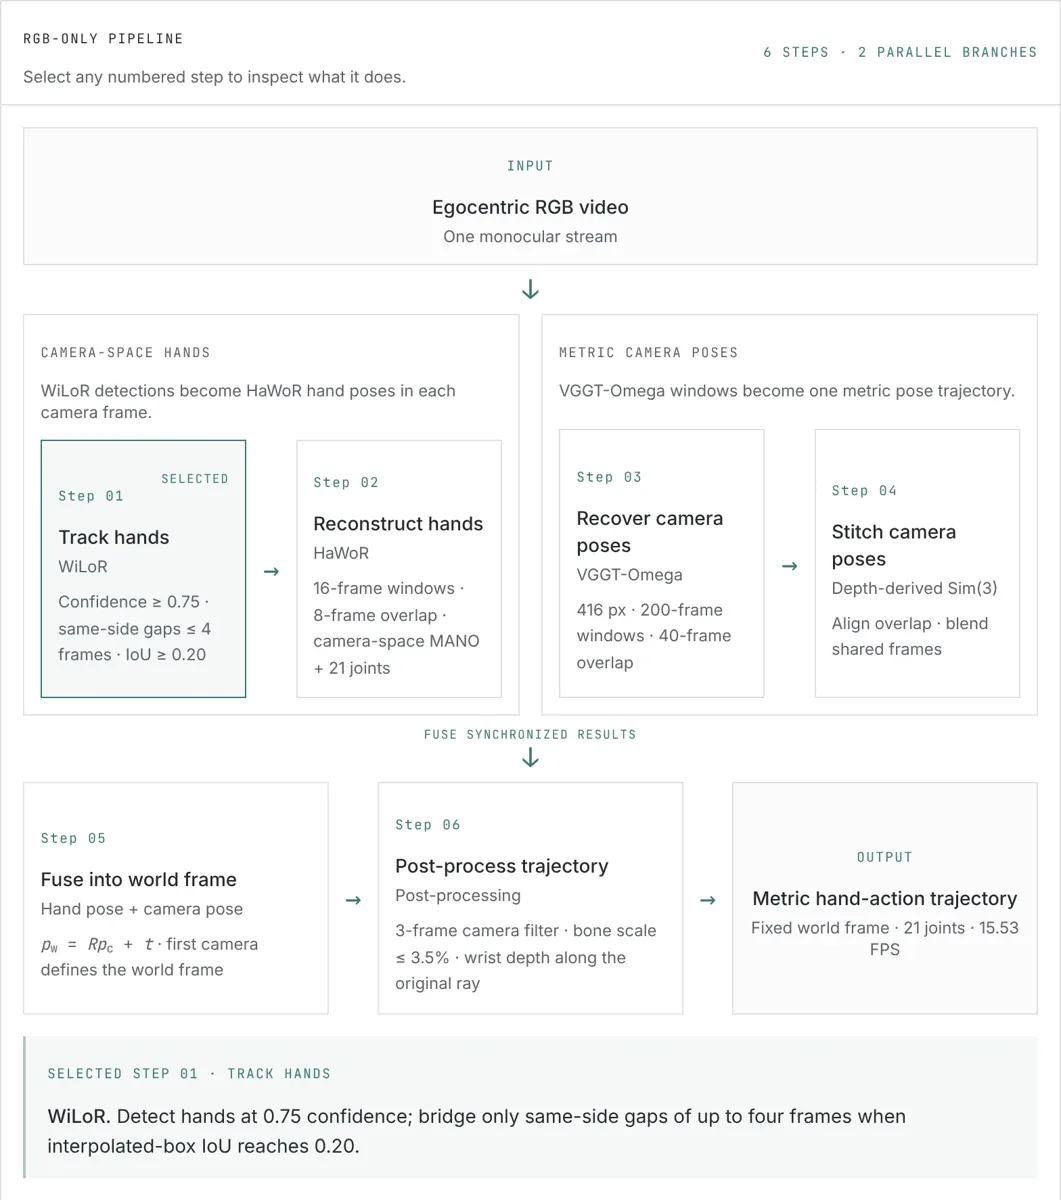 RGB-ONLY PIPELINE
6 STEPS · 2 PARALLEL BRANCHES
Select any numbered step to inspect what it does.
INPUT
Egocentric RGB video
One monocular stream
↓
CAMERA-SPACE HANDS
WiLoR detections become HaWoR hand poses in each
camera frame.
SELECTED
Step 01
Track hands
WiLoR
Confidence ≥ 0.75 ·
same-side gaps ≤ 4
frames · IoU ≥ 0.20
→
Step 02
Reconstruct hands
HaWoR
16-frame windows ·
8-frame overlap ·
camera-space MANO
+ 21 joints
METRIC CAMERA POSES
VGGT-Omega windows become one metric pose trajectory.
Step 03
Recover camera
poses
VGGT-Omega
416 px · 200-frame
windows · 40-frame
overlap
→
Step 04
Stitch camera
poses
Depth-derived Sim(3)
Align overlap · blend
shared frames
FUSE SYNCHRONIZED RESULTS
↓
Step 05
Fuse into world frame
Hand pose + camera pose
p_w = Rp_c + t · first camera
defines the world frame
→
Step 06
Post-process trajectory
Post-processing
3-frame camera filter · bone scale
≤ 3.5% · wrist depth along the
original ray
→
OUTPUT
Metric hand-action trajectory
Fixed world frame · 21 joints · 15.53
FPS
SELECTED STEP 01 · TRACK HANDS
WiLoR. Detect hands at 0.75 confidence; bridge only same-side gaps of up to four frames when
interpolated-box IoU reaches 0.20.